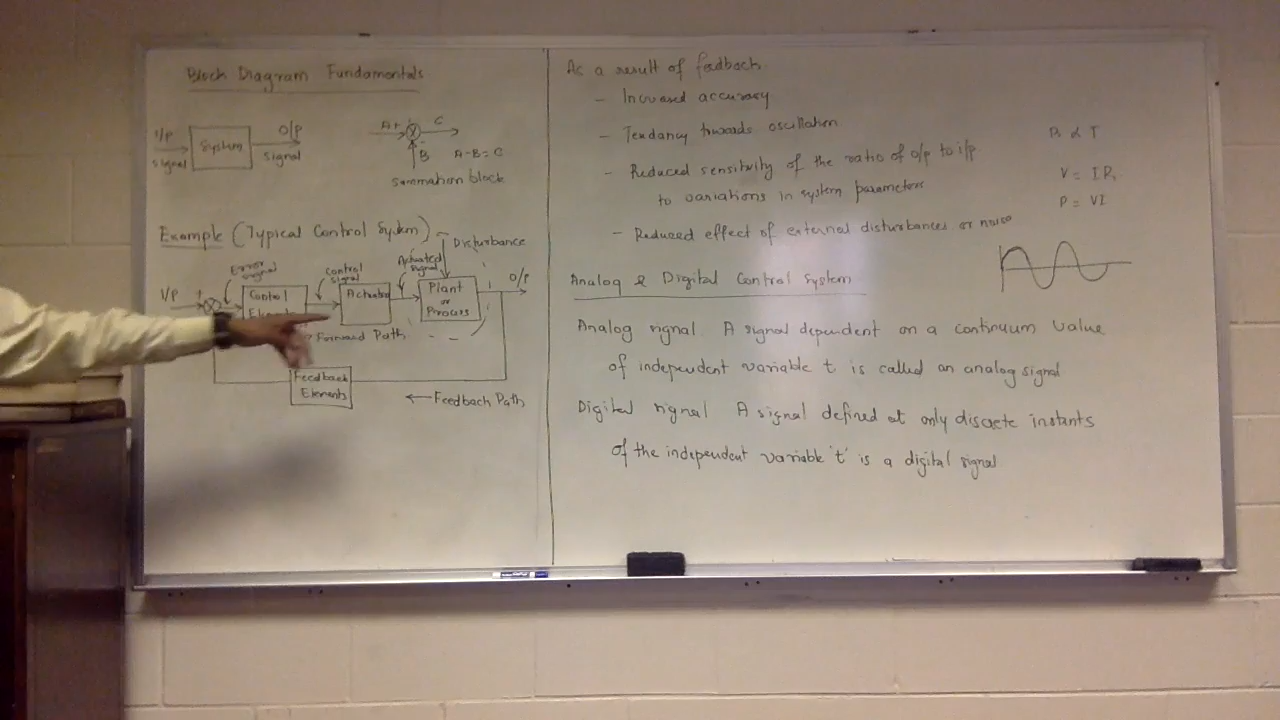 Block Diagram Fundamentals
I/P
signal
System
O/P
signal
A+
C
B
A-B=C
summation block
Example (Typical Control System)
Disturbance
Error signal
control signal
Actuated signal
I/P
+
Control
Actuator
Plant or Process
O/P
Forward Path
Feedback Elements
Feedback Path
As a result of feedback.
- Increased accuracy
- Tendancy towards oscillation
- Reduced sensitivity of the ratio of o/p to i/p
to variations in system parameters
- Reduced effect of external disturbances or noise
α T
V = IR,
P = VI
Analog & Digital Control System
Analog signal. A signal dependent on a continuum value
of independent variable t is called an analog signal
Digital signal. A signal defined at only discrete instants
of the independent variable 't' is a digital signal